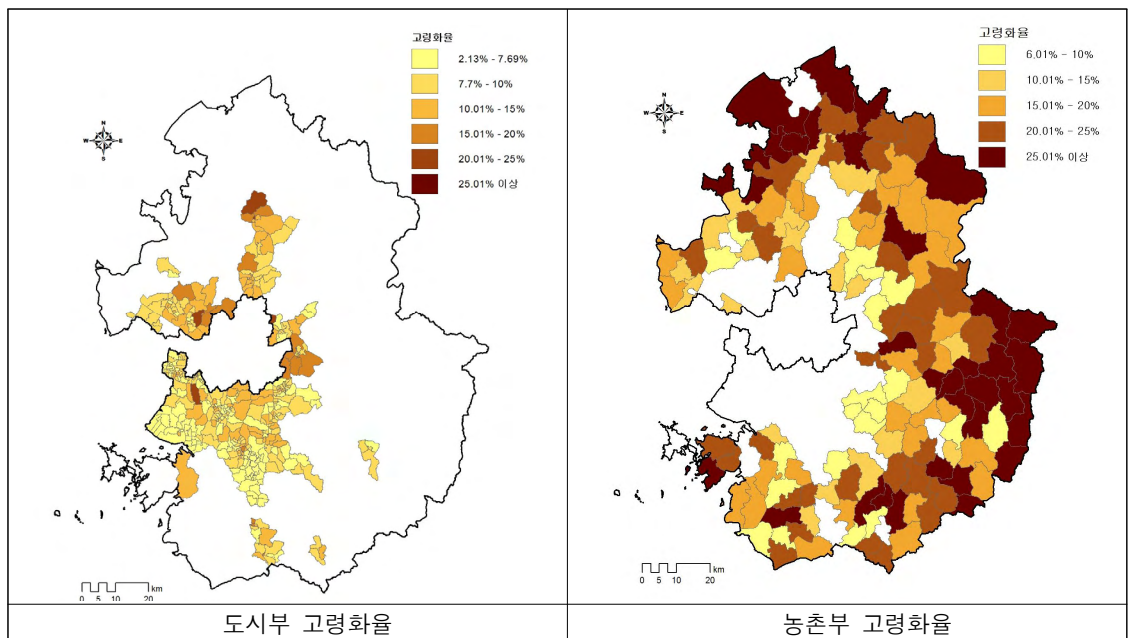 고령화율
2.13% - 7.69%
7.7% - 10%
10.01% - 15%
15.01% - 20%
20.01% - 25%
25.01% 이상
N
W E
S
km
0 5 10 20
도시부 고령화율
고령화율
6.01% - 10%
10.01% - 15%
15.01% - 20%
20.01% - 25%
25.01% 이상
N
W E
S
km
0 5 10 20
농촌부 고령화율